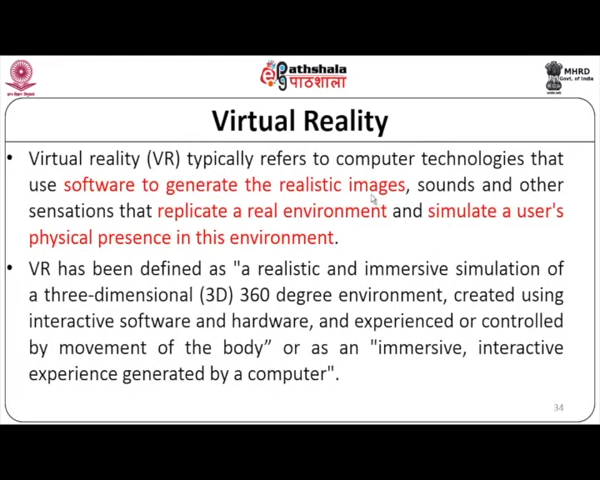 Pathshala
पाठशाला
MHRD
Govt. of India
Virtual Reality
• Virtual reality (VR) typically refers to computer technologies that
use software to generate the realistic images, sounds and other
sensations that replicate a real environment and simulate a user's
physical presence in this environment.
• VR has been defined as "a realistic and immersive simulation of
a three-dimensional (3D) 360 degree environment, created using
interactive software and hardware, and experienced or controlled
by movement of the body” or as an "immersive, interactive
experience generated by a computer".
34